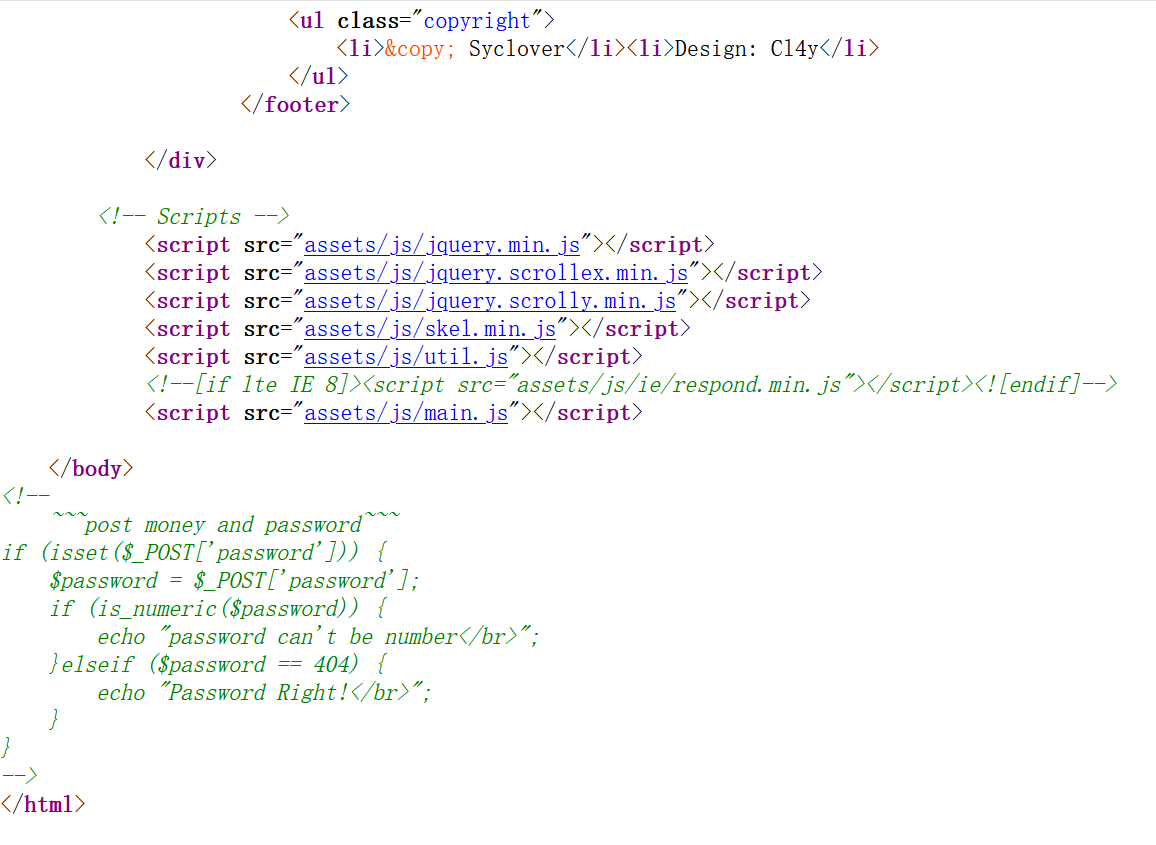 <ul class="copyright">
<li>&copy; Syclover</li><li>Design: Cl4y</li>
</ul>
</footer>
</div>
<!-- Scripts -->
<script src="assets/js/jquery.min.js"></script>
<script src="assets/js/jquery.scrollex.min.js"></script>
<script src="assets/js/jquery.scrolly.min.js"></script>
<script src="assets/js/skel.min.js"></script>
<script src="assets/js/util.js"></script>
<!--[if lte IE 8]><script src="assets/js/ie/respond.min.js"></script><![endif]-->
<script src="assets/js/main.js"></script>
</body>
<!--
~~~post money and password~~~
if (isset($_POST['password'])) {
$password = $_POST['password'];
if (is_numeric($password)) {
echo "password can't be number</br>";
}elseif ($password == 404) {
echo "Password Right!</br>";
}
}
-->
</html>